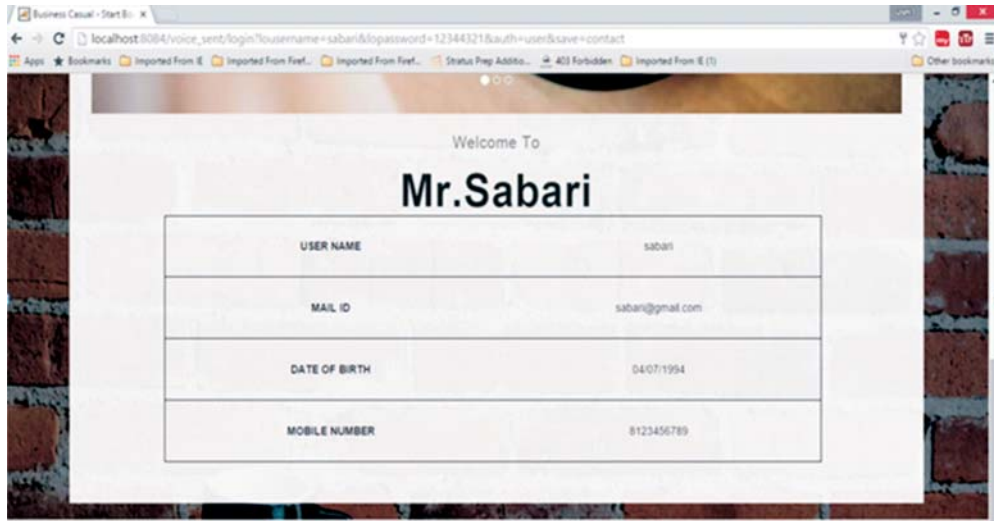 Business Casual - Start Bo
localhost:8084/voice_sent/login?lousername=sabari&lopassword=12344321&auth=user&save=contact
Apps Bookmarks Imported From IE Imported From Firef... Imported From Firef... Stratus Prep Additio... 403 Forbidden Imported From IE (1) Other bookmarks
Welcome To
Mr.Sabari
USER NAME sabari
MAIL ID sabari@gmail.com
DATE OF BIRTH 04/07/1994
MOBILE NUMBER 8123456789